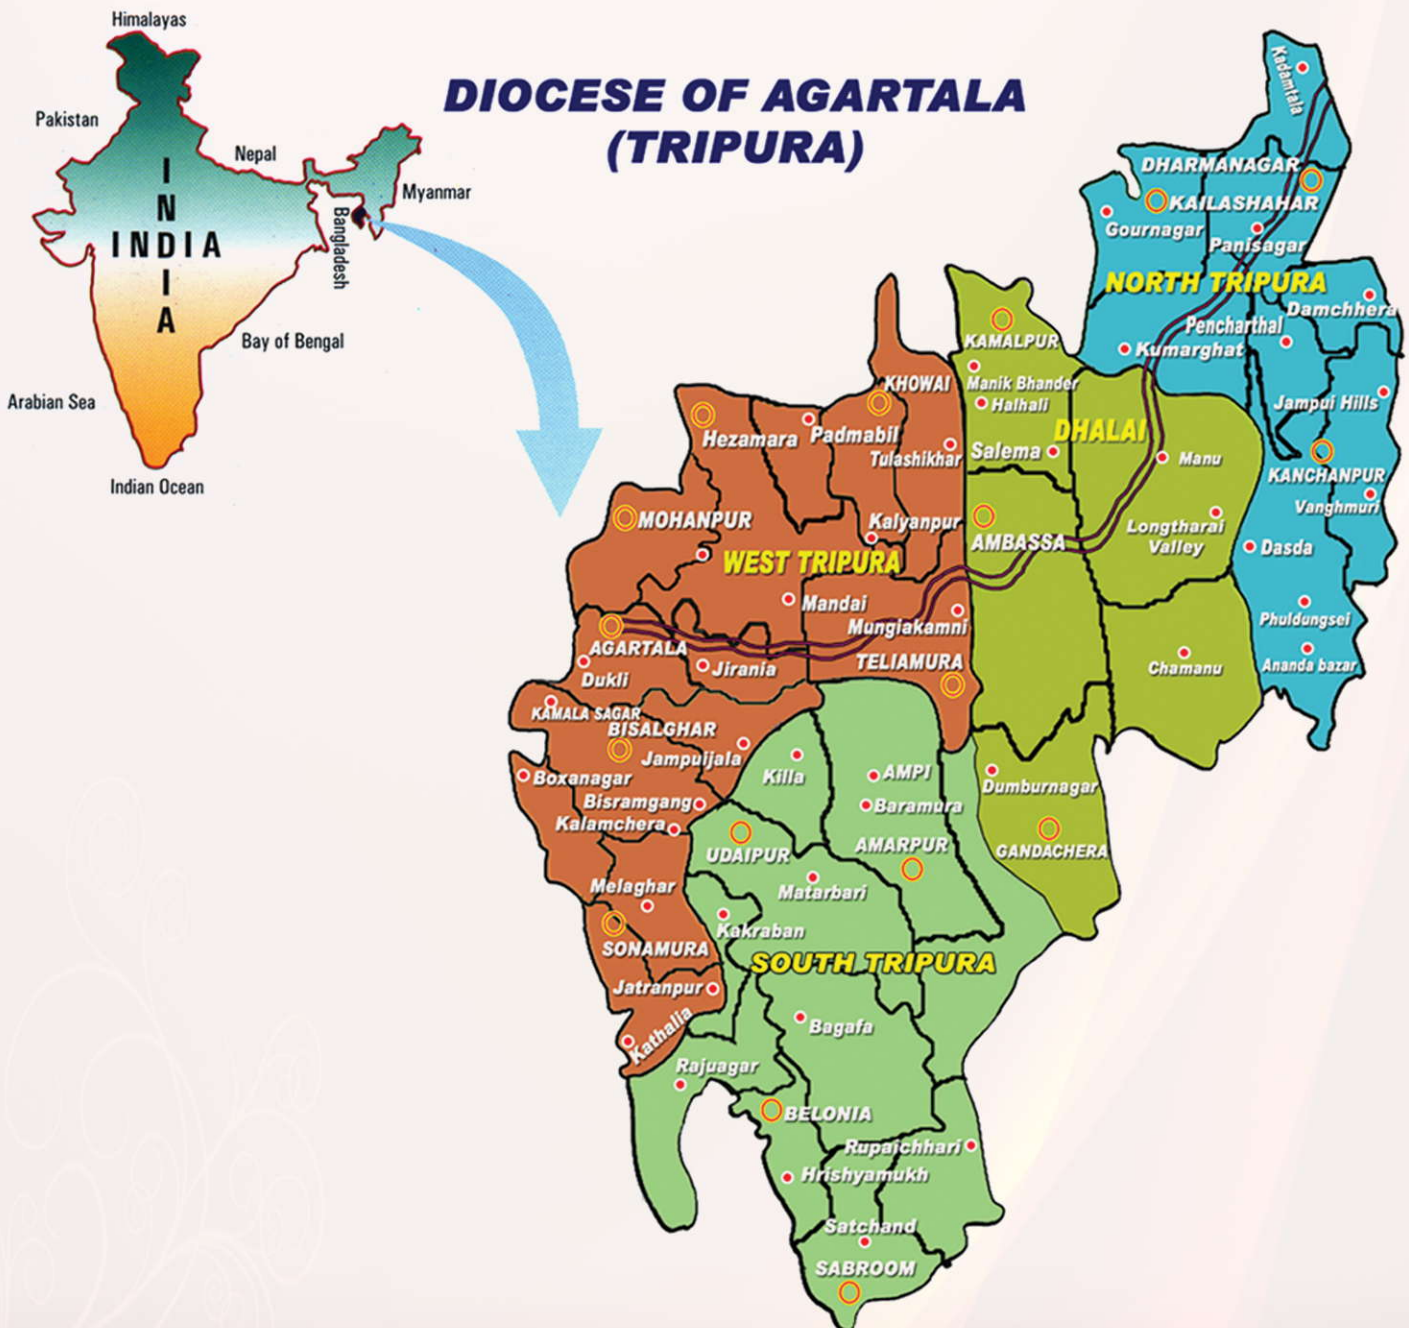 Himalayas
DIOCESE OF AGARTALA
(TRIPURA)
Pakistan
Nepal
Myanmar
Bangladesh
INDIA
INDIA
Bay of Bengal
Arabian Sea
Indian Ocean
Kadamtala
DHARMANAGAR
KAILASHAHAR
Gournagar
Panisagar
NORTH TRIPURA
Damchhera
Pencharthal
Kumarghat
Jampui Hills
KANCHANPUR
Vanghmuri
Dasda
Phuldungsei
Ananda bazar
KAMALPUR
Manik Bhander
Halhali
DHALAI
Salema
Manu
AMBASSA
Longtharai
Valley
Chamanu
Dumburnagar
GANDACHERA
KHOWAI
Hezamara
Padmabil
Tulashikhar
MOHANPUR
Kalyanpur
WEST TRIPURA
Mandai
Mungiakamni
AGARTALA
Jirania
TELIAMURA
Dukli
KAMALA SAGAR
BISALGHAR
Jampuijala
Boxanagar
Bisramgang
Kalamchera
Melaghar
SONAMURA
Jatranpur
Kathalia
Killa
AMPI
Baramura
UDAIPUR
AMARPUR
Matarbari
Kakraban
SOUTH TRIPURA
Bagafa
Rajuagar
BELONIA
Rupaichhari
Hrishyamukh
Satchand
SABROOM